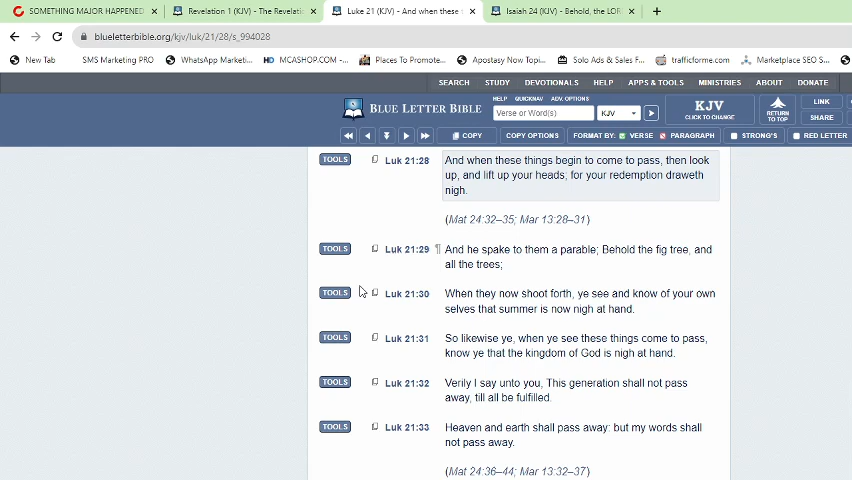 SOMETHING MAJOR HAPPENED
Revelation 1 (KJV) - The Revelati
Luke 21 (KJV) - And when these
Isaiah 24 (KJV) - Behold, the LOR
blueletterbible.org/kjv/luk/21/28/s_994028
New Tab
SMS Marketing PRO
WhatsApp Marketin...
MCASHOP.COM -...
Places To Promote...
Apostasy Now Topi...
Solo Ads & Sales F...
trafficforme.com
Marketplace SEO S...
SEARCH STUDY DEVOTIONALS HELP APPS & TOOLS MINISTRIES ABOUT DONATE
BLUE LETTER BIBLE
HELP QUICKNAV ADV. OPTIONS
Verse or Word(s)
KJV
KJV
CLICK TO CHANGE
RETURN
TO TOP
LINK
SHARE
COPY COPY OPTIONS FORMAT BY: VERSE PARAGRAPH STRONG'S RED LETTER
TOOLS Luk 21:28 And when these things begin to come to pass, then look
up, and lift up your heads; for your redemption draweth
nigh.
(Mat 24:32–35; Mar 13:28–31)
TOOLS Luk 21:29 ¶ And he spake to them a parable; Behold the fig tree, and
all the trees;
TOOLS Luk 21:30 When they now shoot forth, ye see and know of your own
selves that summer is now nigh at hand.
TOOLS Luk 21:31 So likewise ye, when ye see these things come to pass,
know ye that the kingdom of God is nigh at hand.
TOOLS Luk 21:32 Verily I say unto you, This generation shall not pass
away, till all be fulfilled.
TOOLS Luk 21:33 Heaven and earth shall pass away: but my words shall
not pass away.
(Mat 24:36–44; Mar 13:32–37)